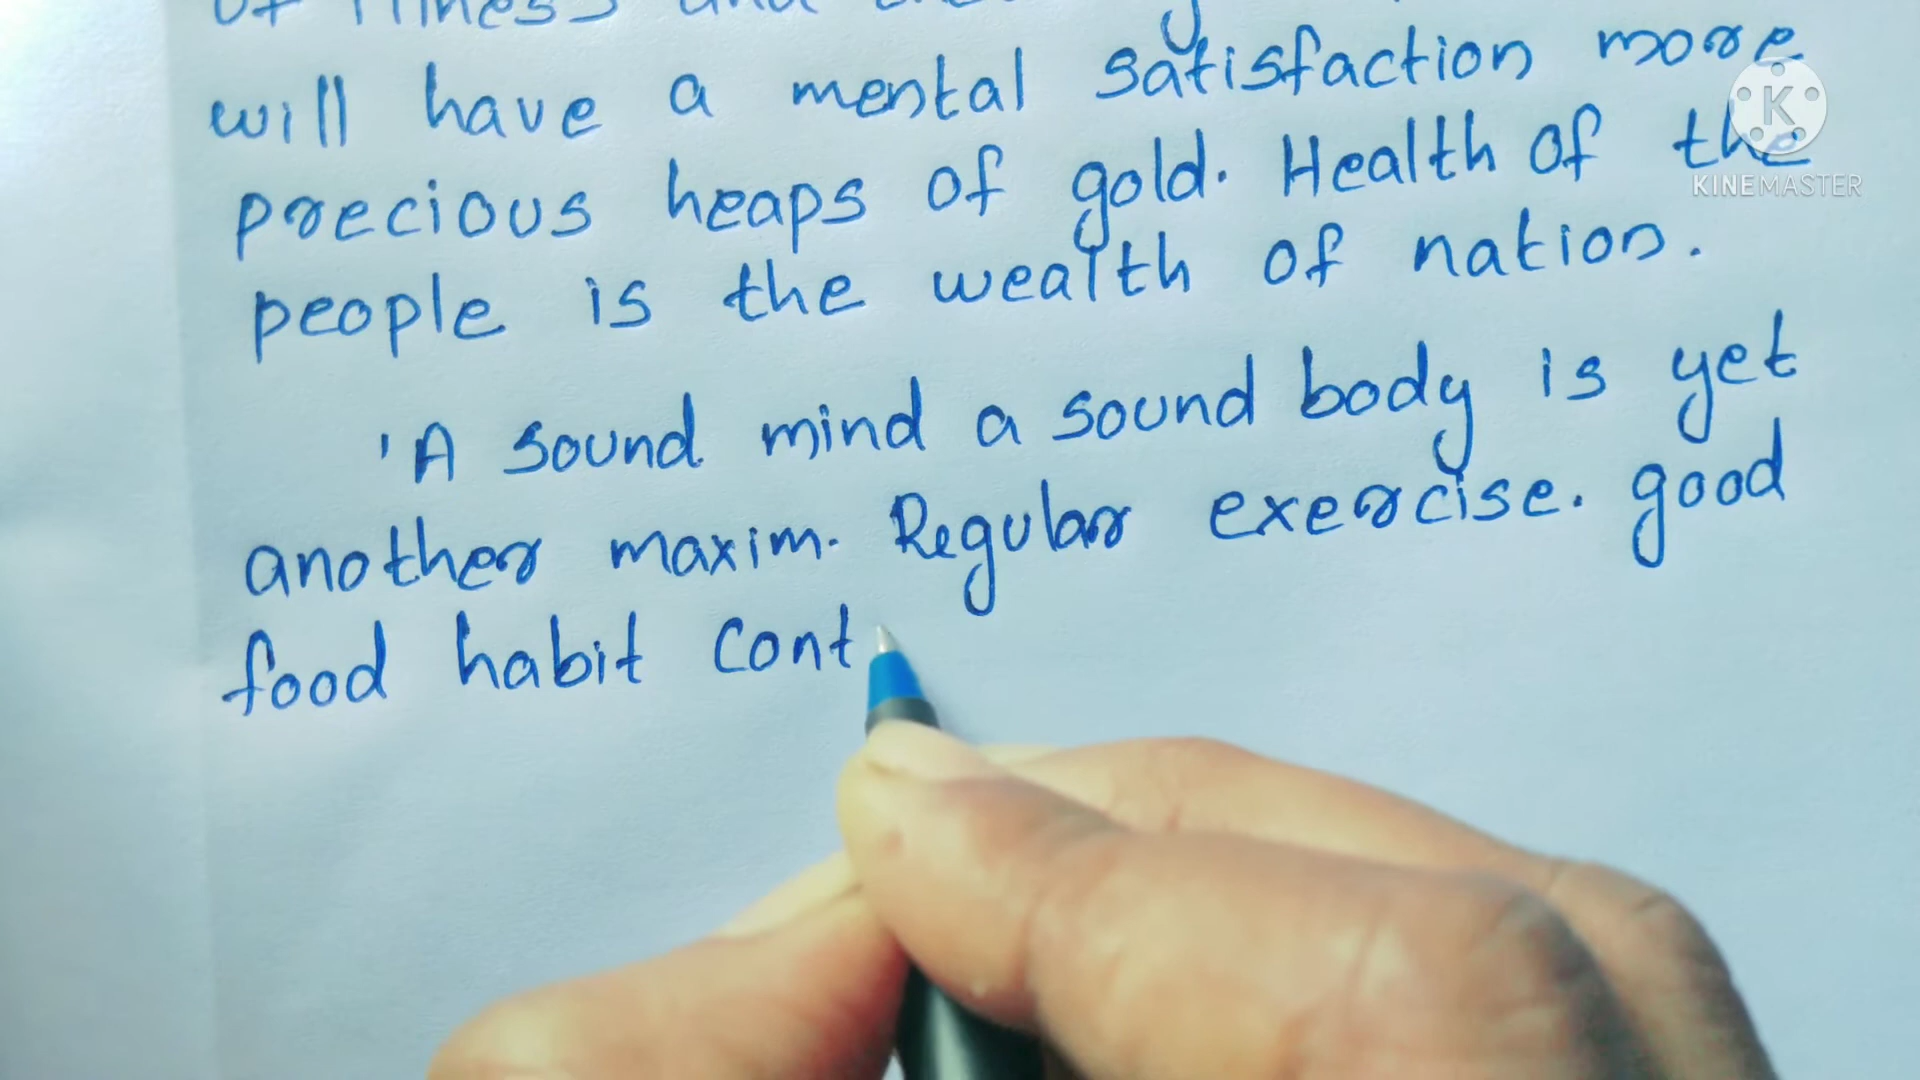 will have a mental satisfaction more
precious heaps of gold. Health of the
people is the wealth of nation.
'A sound mind a sound body is yet
another maxim. Regular exercise. good
food habit cont
K
KINEMASTER